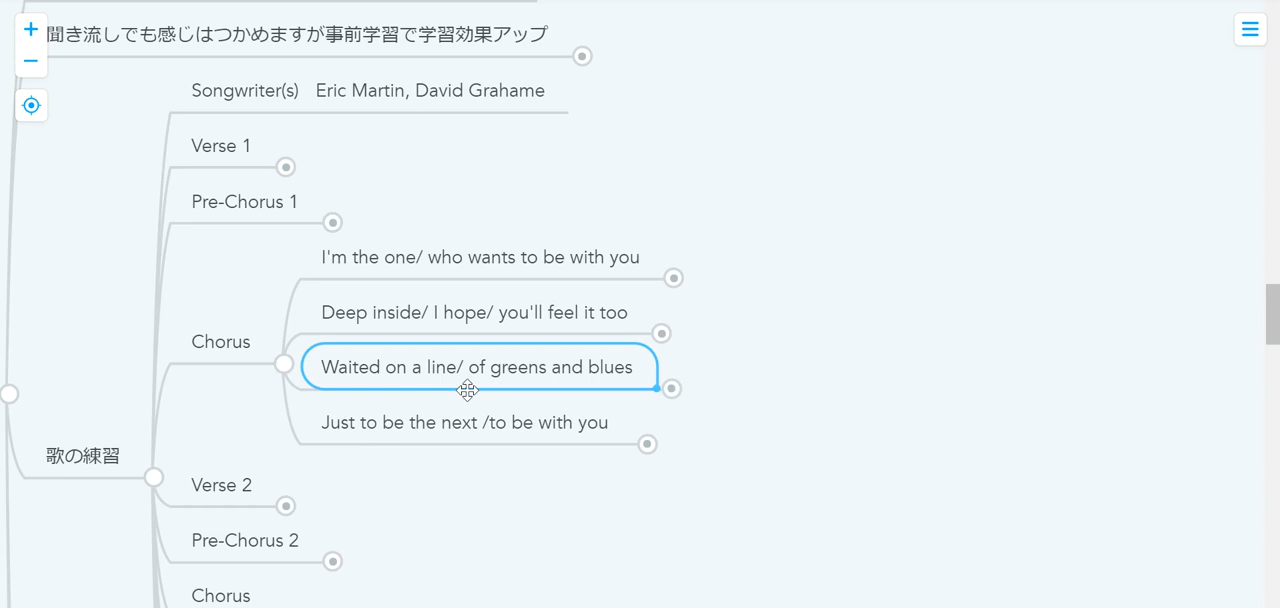 聞き流しでも感じはつかめますが事前学習で学習効果アップ
Songwriter(s) Eric Martin, David Grahame
Verse 1
Pre-Chorus 1
I'm the one/ who wants to be with you
Deep inside/ I hope/ you'll feel it too
Chorus
Waited on a line/ of greens and blues
Just to be the next /to be with you
歌の練習
Verse 2
Pre-Chorus 2
Chorus